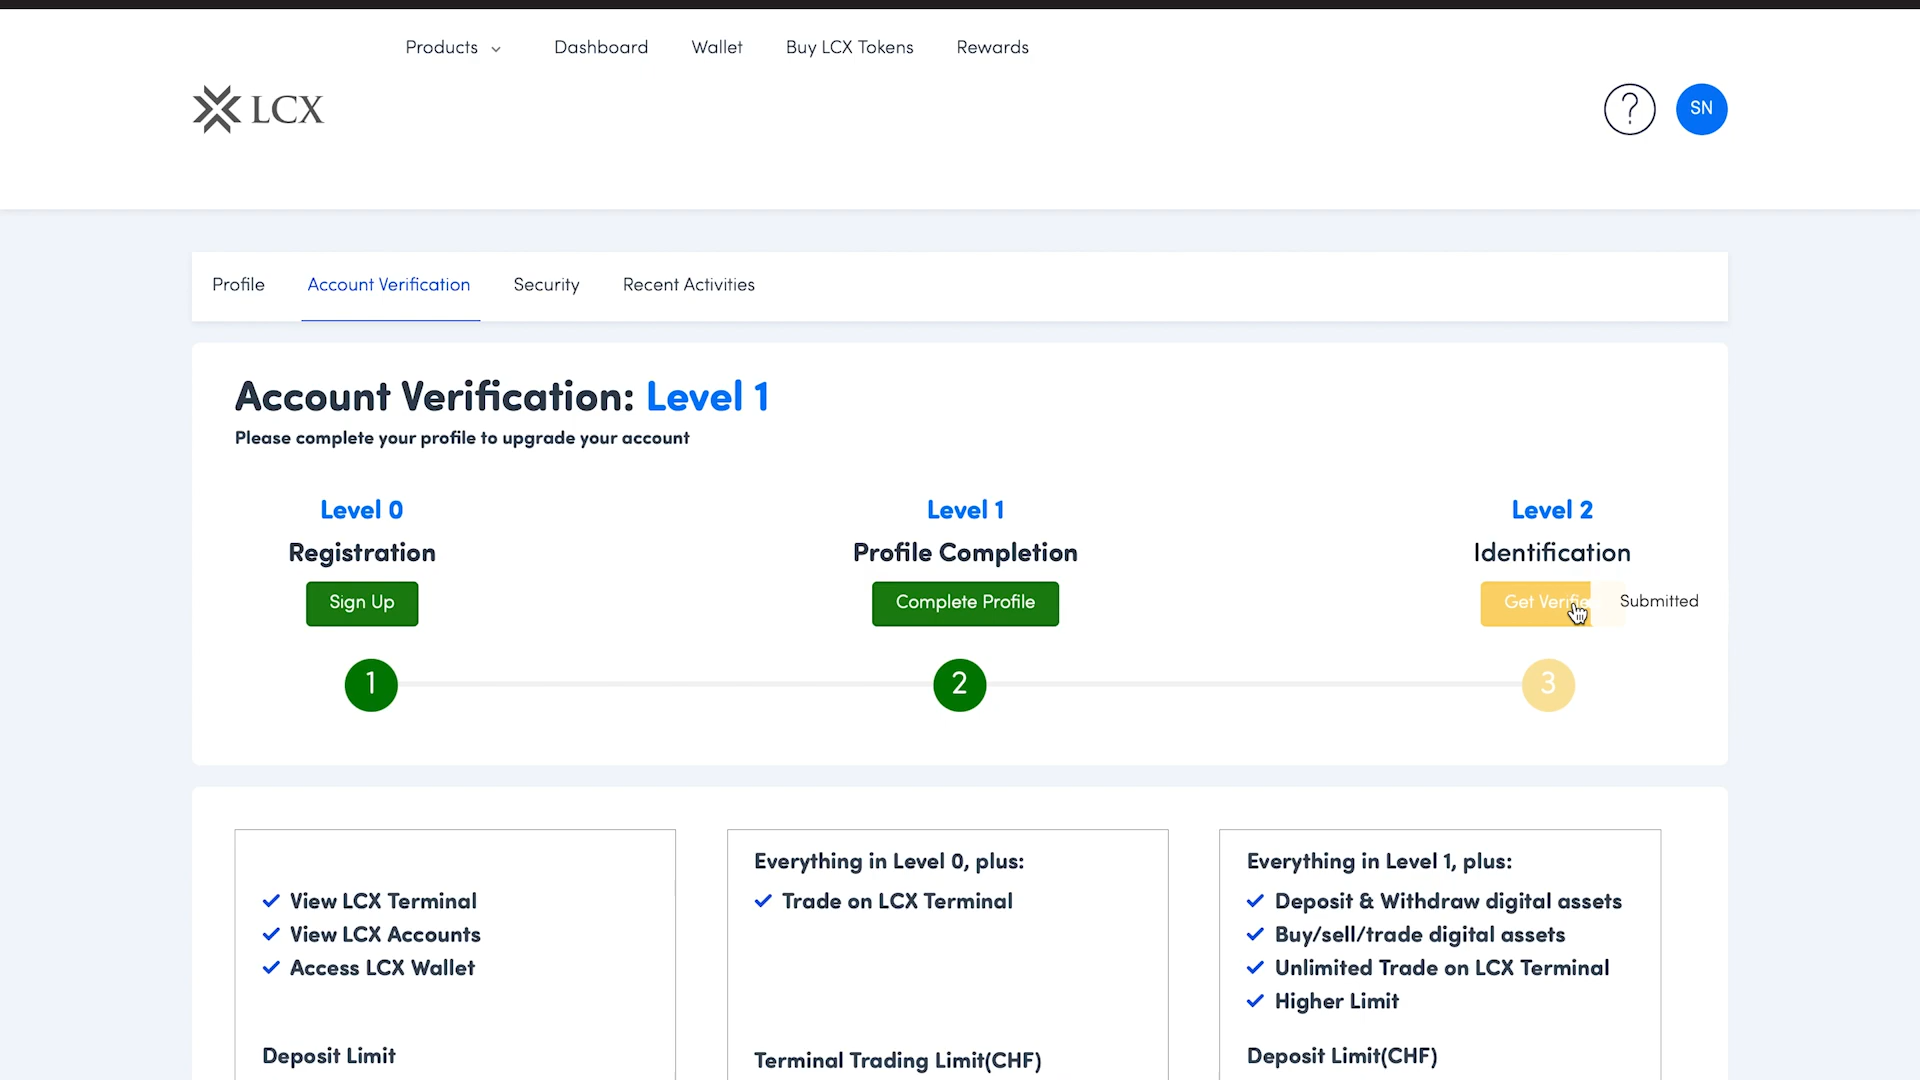 Products Dashboard Wallet Buy LCX Tokens Rewards
LCX
? SN
Profile Account Verification Security Recent Activities
Account Verification: Level 1
Please complete your profile to upgrade your account
Level 0 Level 1 Level 2
Registration Profile Completion Identification
Sign Up Complete Profile Get Submitted
1 2 3
Everything in Level 0, plus: Everything in Level 1, plus:
View LCX Terminal Trade on LCX Terminal Deposit & Withdraw digital assets
View LCX Accounts Buy/sell/trade digital assets
Access LCX Wallet Unlimited Trade on LCX Terminal
Higher Limit
Deposit Limit Terminal Trading Limit(CHF) Deposit Limit(CHF)